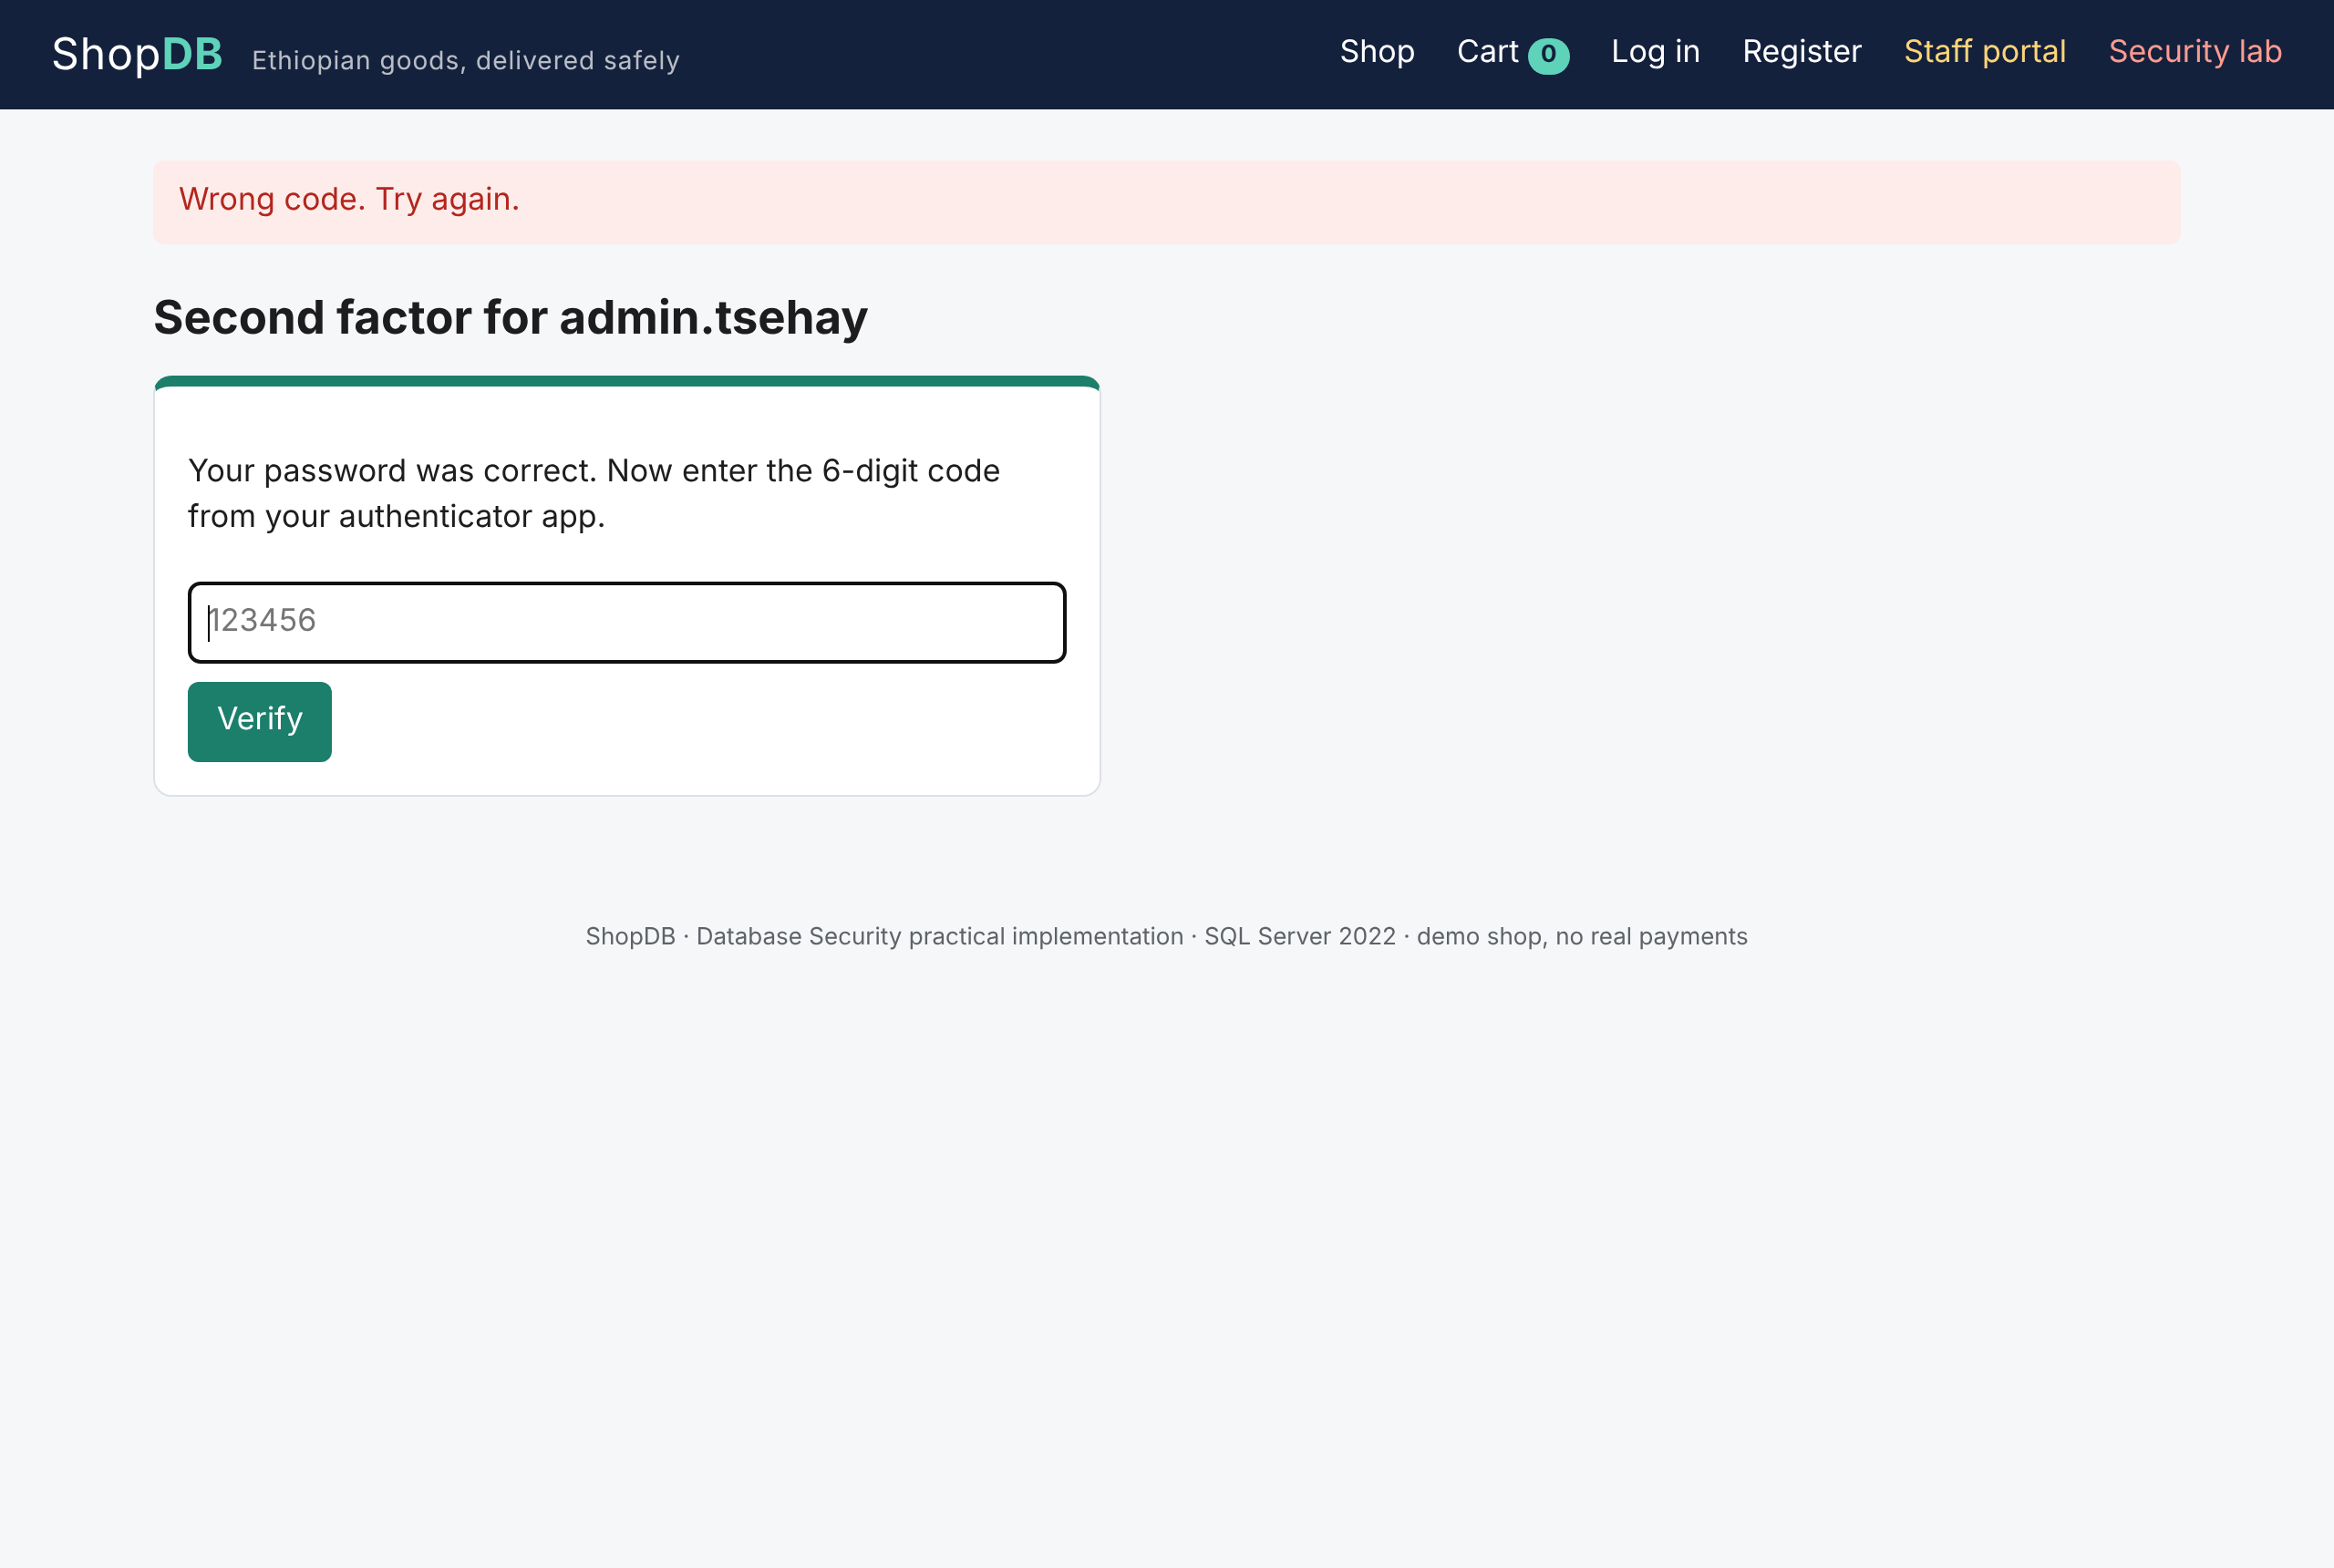 ShopDB Ethiopian goods, delivered safely Shop Cart 0 Log in Register Staff portal Security lab
Wrong code. Try again.
Second factor for admin.tsehay
Your password was correct. Now enter the 6-digit code
from your authenticator app.
123456
Verify
ShopDB · Database Security practical implementation · SQL Server 2022 · demo shop, no real payments